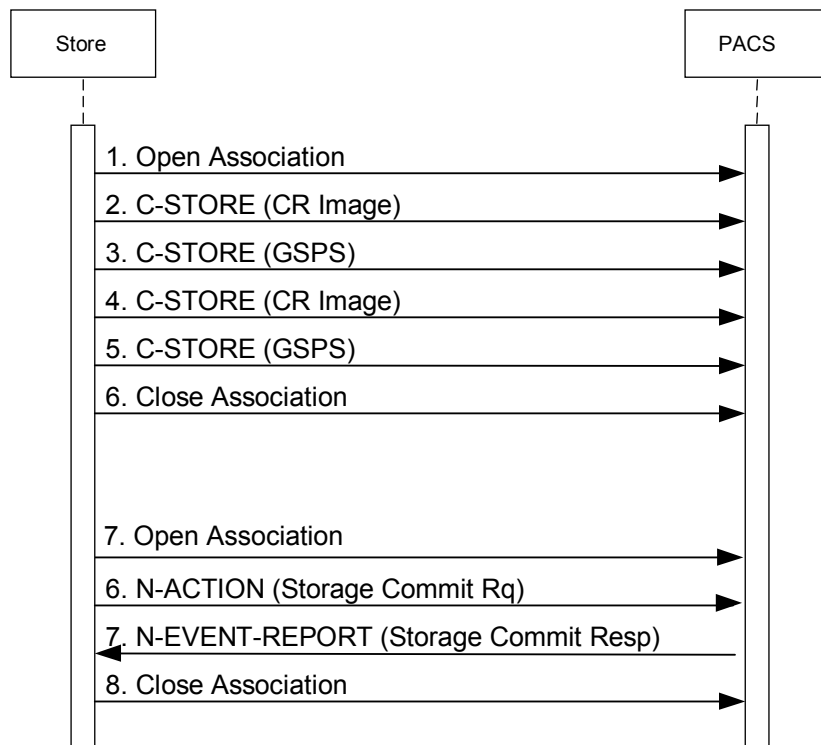 Store
PACS
1. Open Association
2. C-STORE (CR Image)
3. C-STORE (GSPS)
4. C-STORE (CR Image)
5. C-STORE (GSPS)
6. Close Association
7. Open Association
6. N-ACTION (Storage Commit Rq)
7. N-EVENT-REPORT (Storage Commit Resp)
8. Close Association